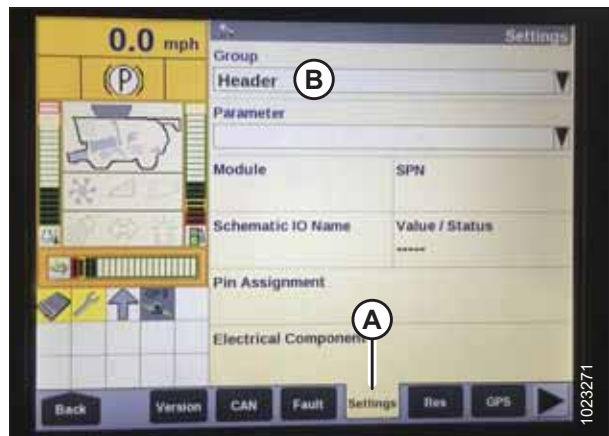 0.0 mph
Settings
(P)
Group
Header
B
Parameter
Module
SPN
Schematic IO Name
Value / Status
-----
Pin Assignment
A
Electrical Component
Back
Version
CAN
Fault
Settings
Res
GPS
1023271